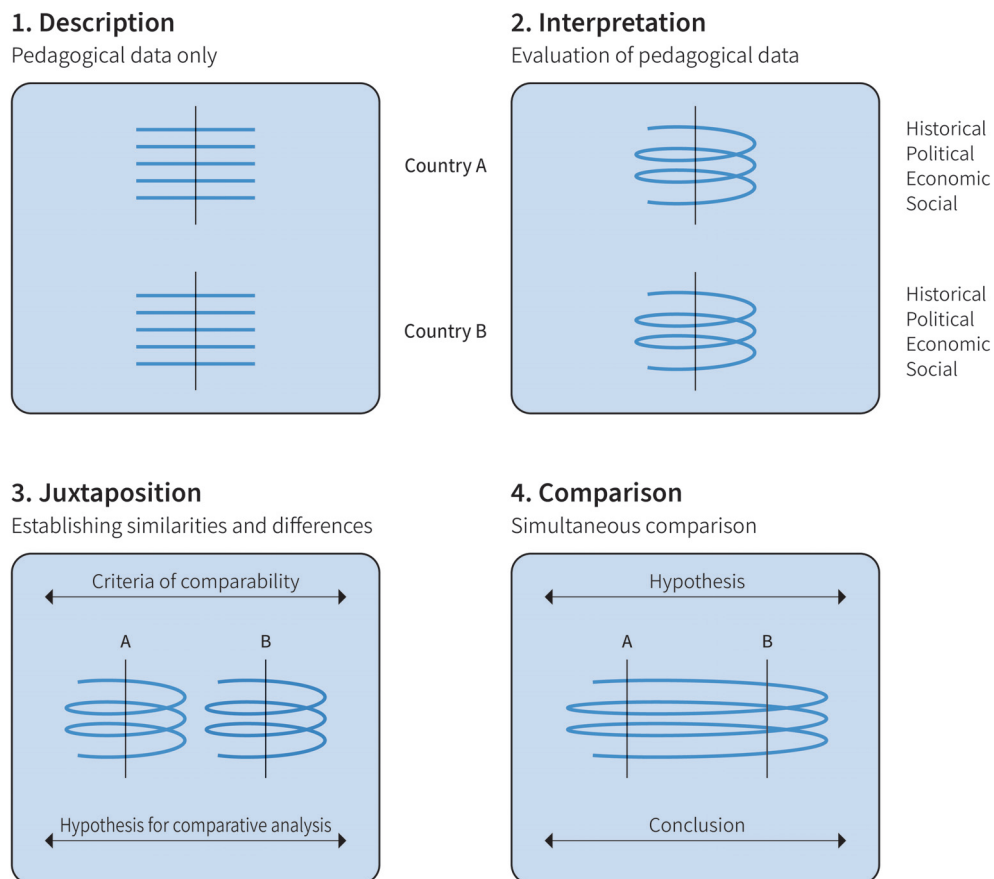 1. Description
Pedagogical data only
Country A
Country B
2. Interpretation
Evaluation of pedagogical data
Historical
Political
Economic
Social
Historical
Political
Economic
Social
3. Juxtaposition
Establishing similarities and differences
Criteria of comparability
A B
Hypothesis for comparative analysis
4. Comparison
Simultaneous comparison
Hypothesis
A B
Conclusion